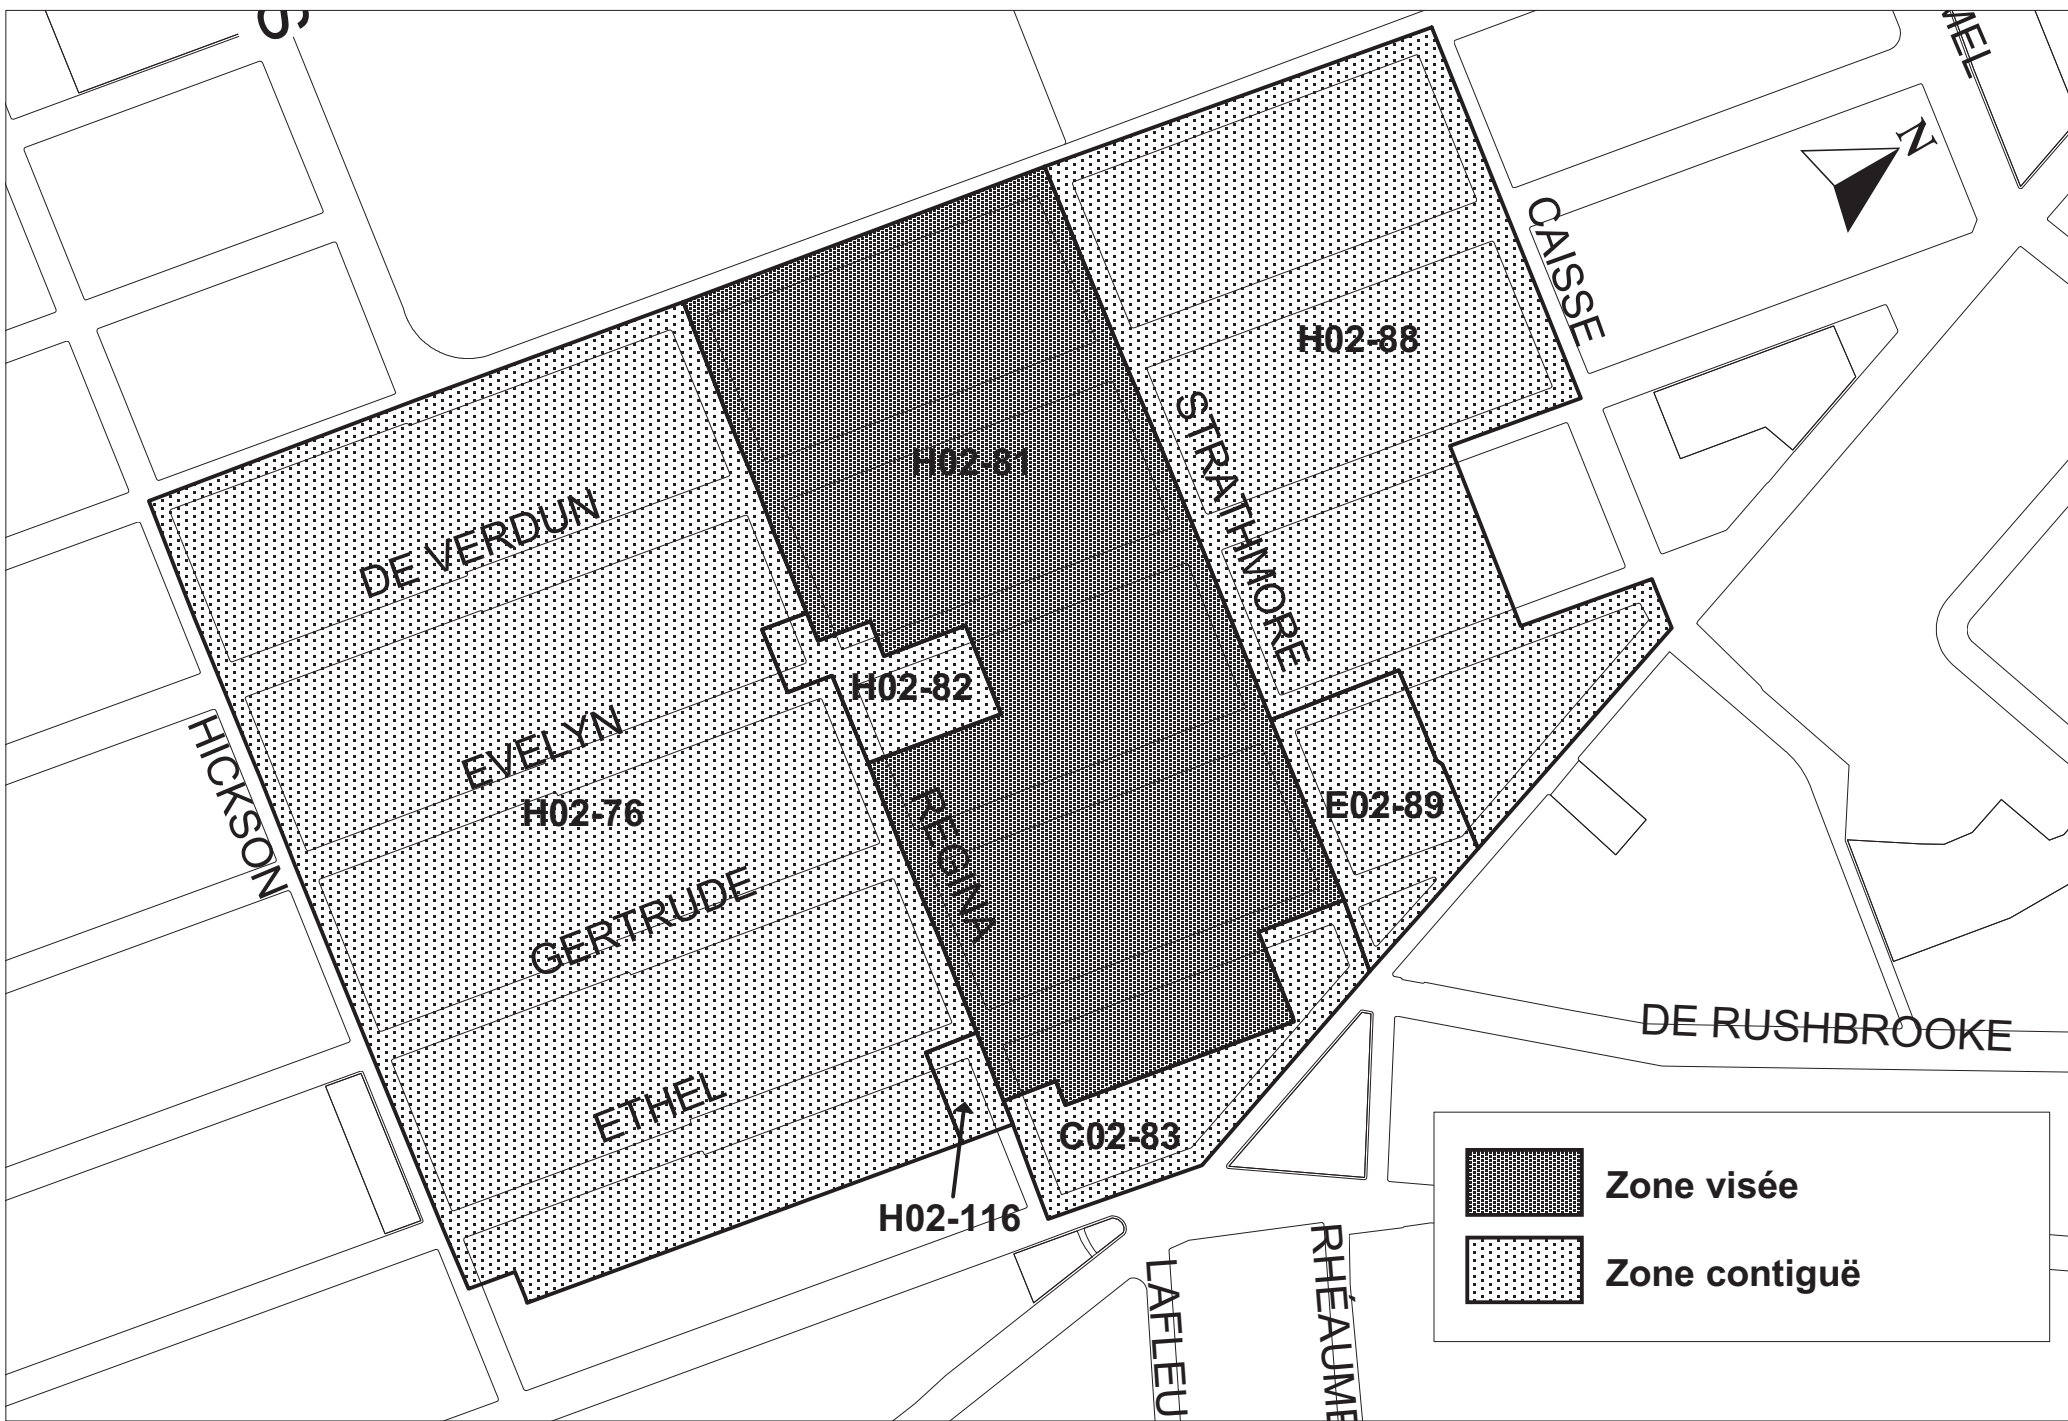 MEL
N
CAISSE
H02-88
STRATHMORE
H02-81
DE VERDUN
H02-82
EVELYN
H02-76
HICKSON
REGINA
E02-89
GERTRUDE
DE RUSHBROOKE
ETHEL
C02-83
H02-116
Zone visée
Zone contiguë
LAFLEU
RHÉAUME